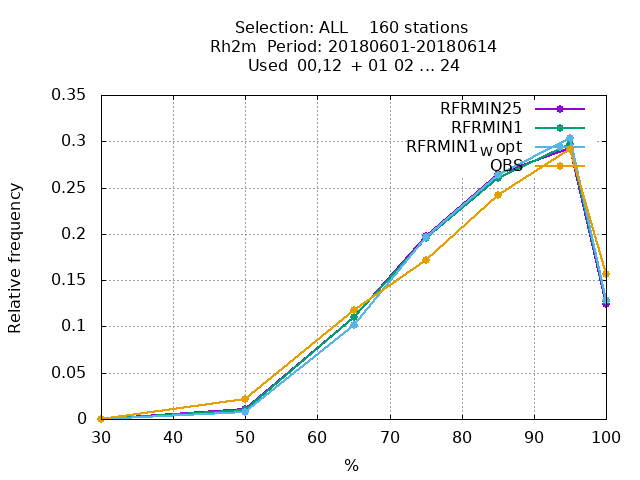 Selection: ALL    160 stations
Rh2m  Period: 20180601-20180614
Used  00,12  + 01 02 ... 24
RFRMIN25
RFRMIN1
RFRMIN1w opt
OBS
Relative frequency
0.35
0.3
0.25
0.2
0.15
0.1
0.05
0
30 40 50 60 70 80 90 100
%